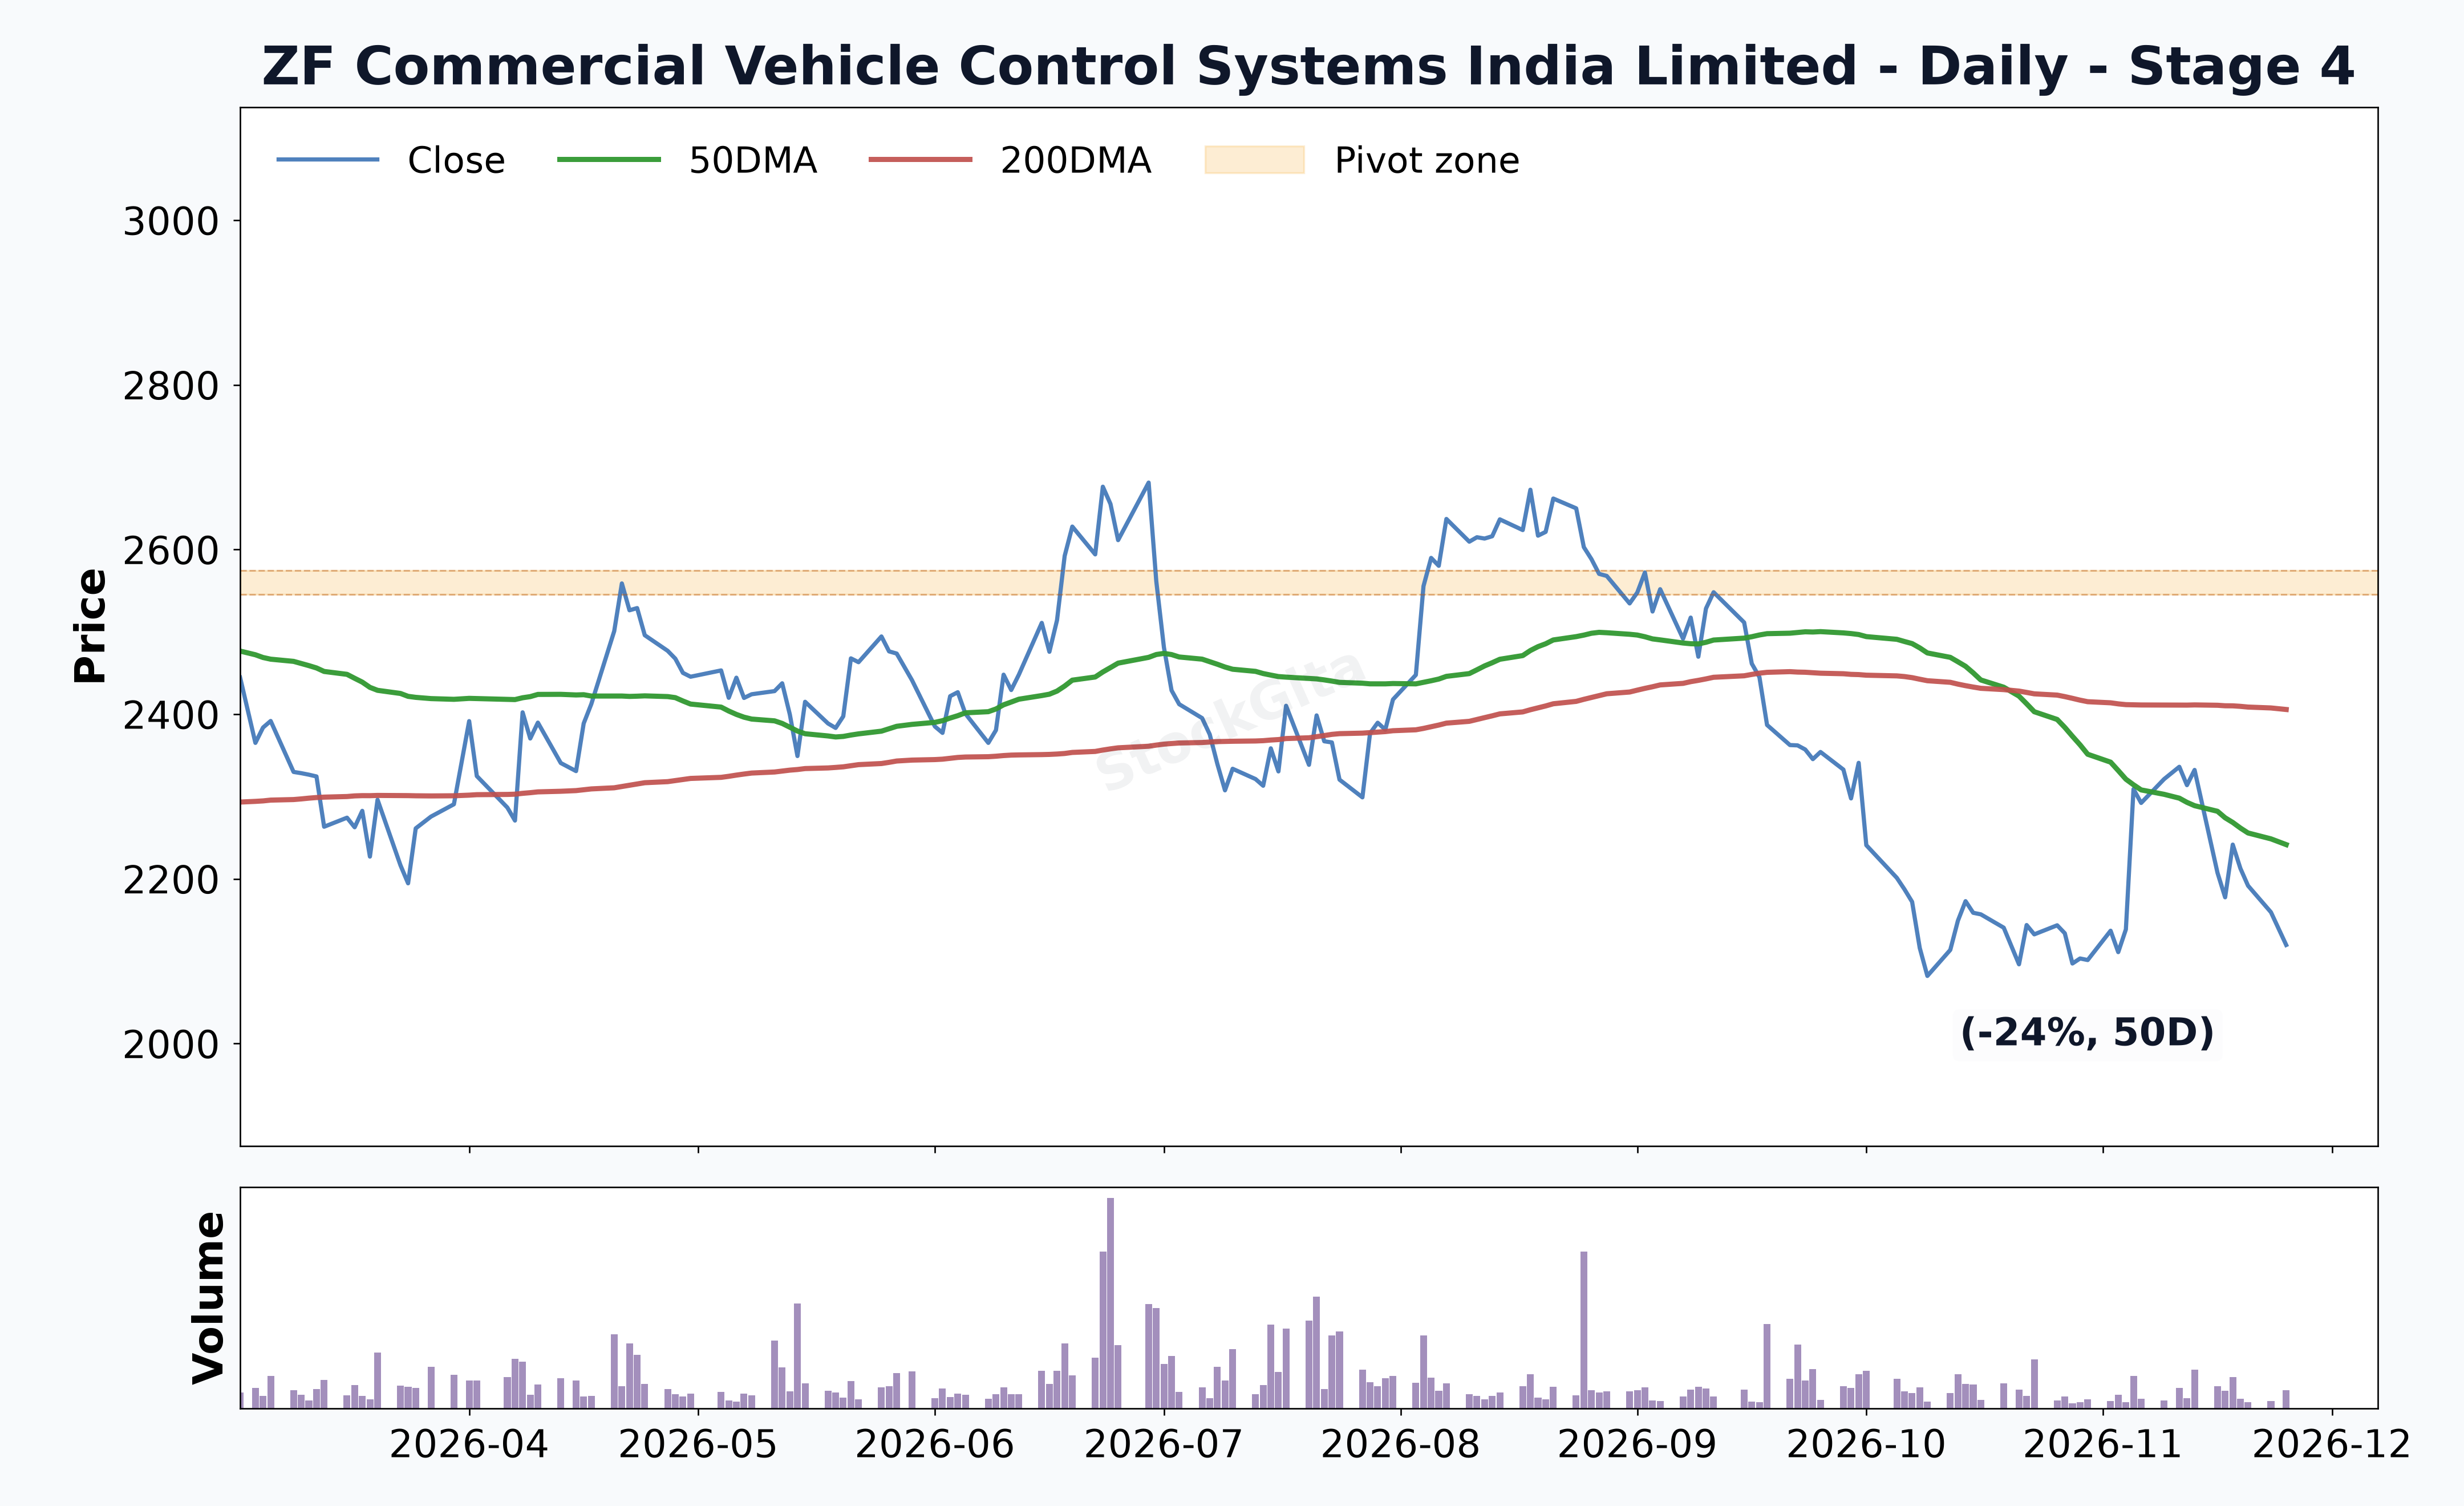 ZF Commercial Vehicle Control Systems India Limited - Daily - Stage 4
Close 50DMA 200DMA Pivot zone
Price
3000
2800
2600
2400
2200
2000
StockGita
(-24%, 50D)
Volume
2026-04 2026-05 2026-06 2026-07 2026-08 2026-09 2026-10 2026-11 2026-12